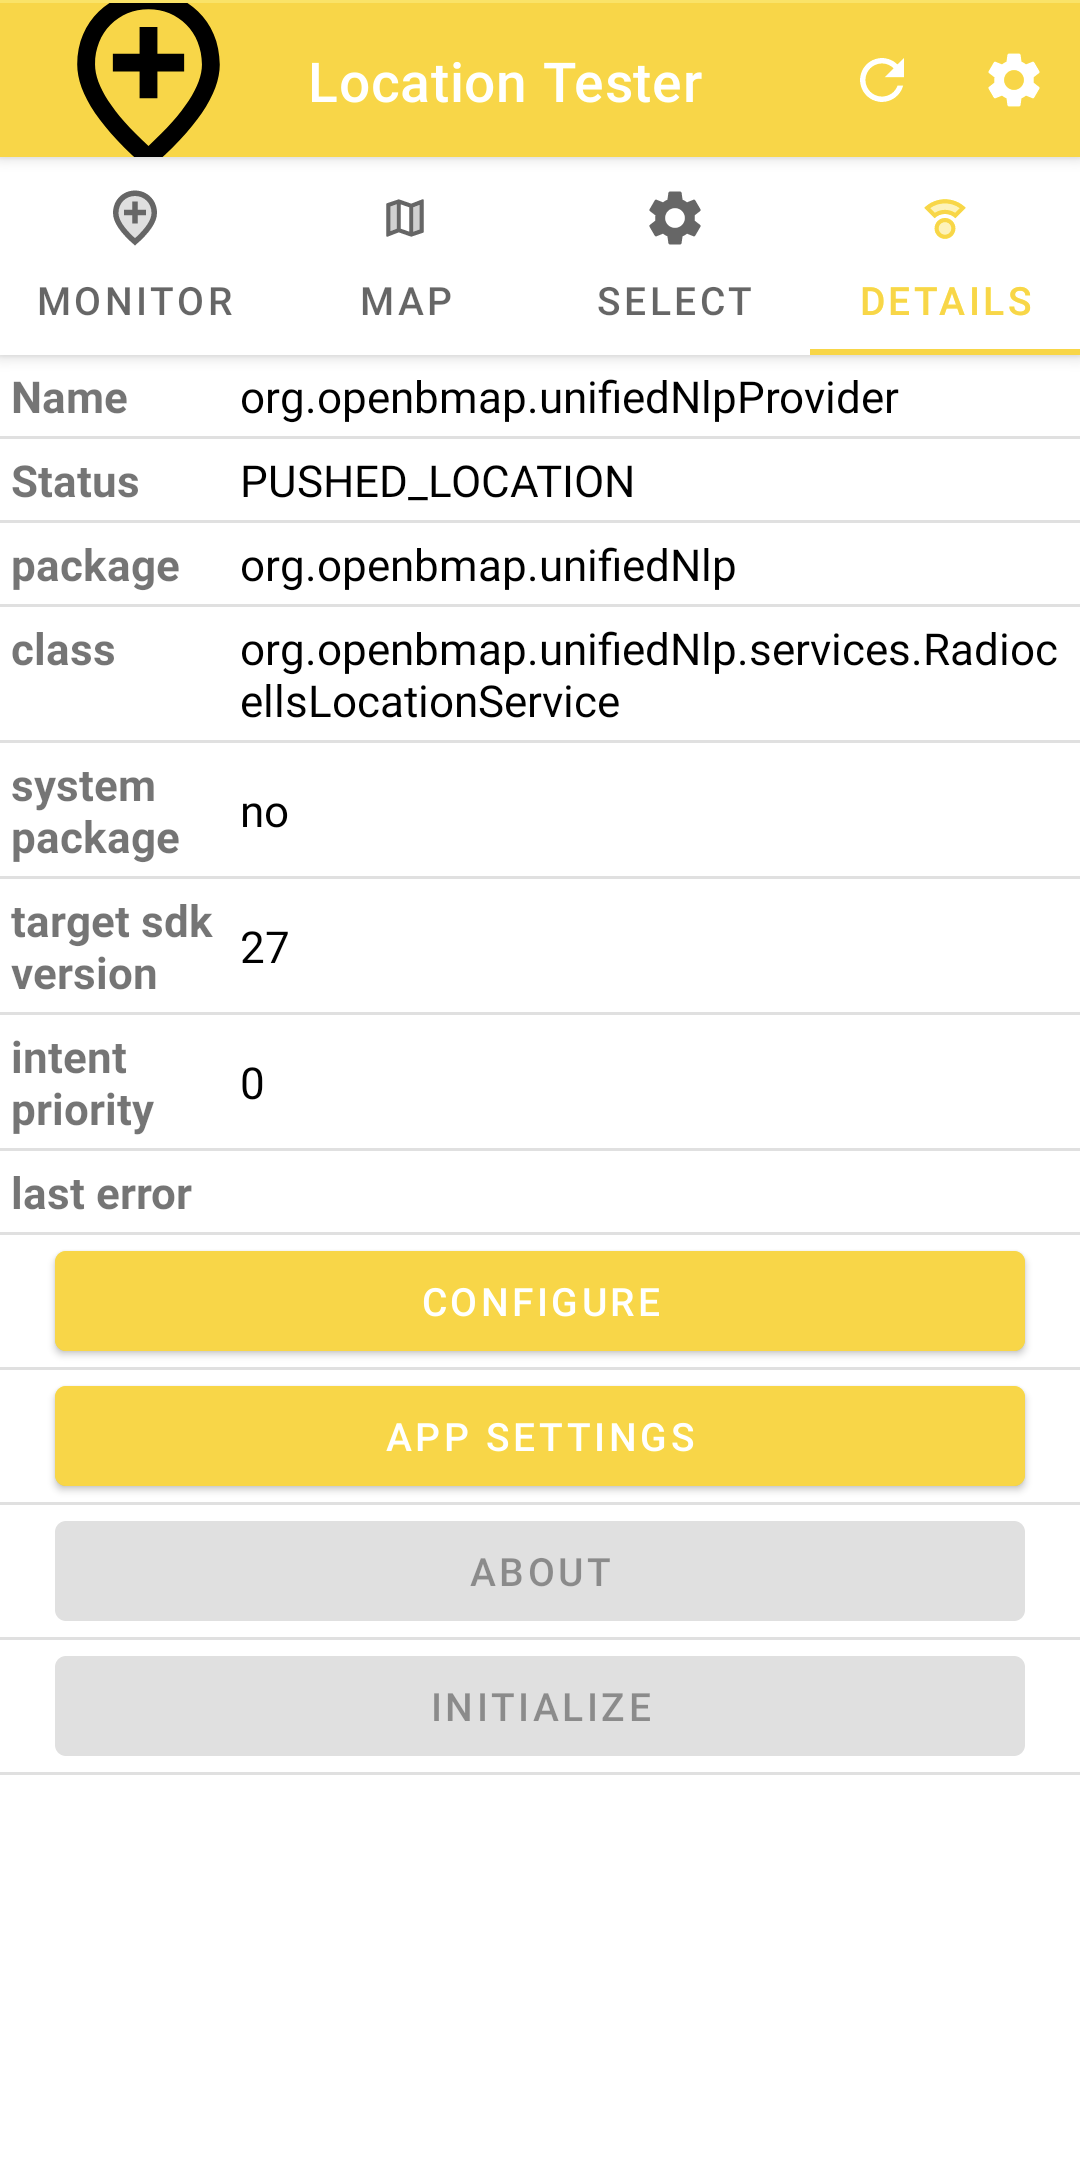 Location Tester
MONITOR
MAP
SELECT
DETAILS
Name org.openbmap.unifiedNlpProvider
Status PUSHED_LOCATION
package org.openbmap.unifiedNlp
class org.openbmap.unifiedNlp.services.Radioc
ellsLocationService
system
package
no
target sdk
version
27
intent
priority
0
last error
CONFIGURE
APP SETTINGS
ABOUT
INITIALIZE